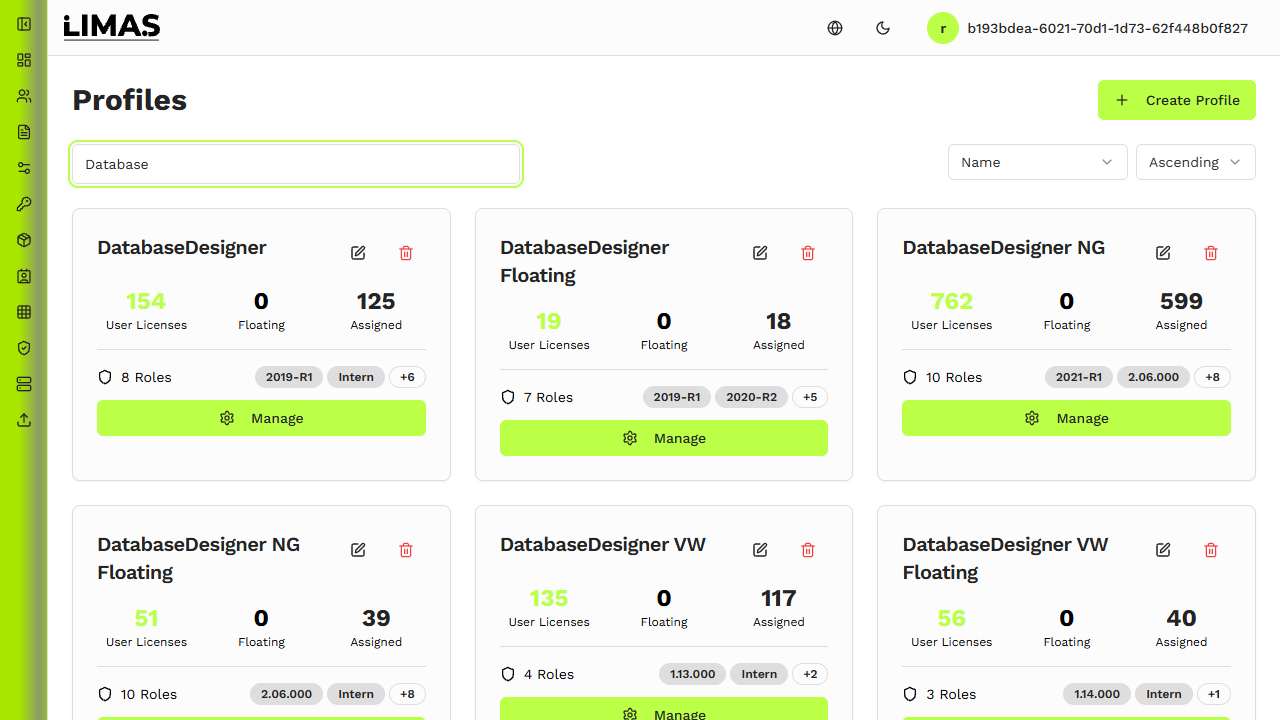 LIMAS
r b193bdea-6021-70d1-1d73-62f448b0f827
Profiles
Create Profile
Database
Name
Ascending
DatabaseDesigner
154 0 125
User Licenses Floating Assigned
8 Roles 2019-R1 Intern +6
Manage
DatabaseDesigner
Floating
19 0 18
User Licenses Floating Assigned
7 Roles 2019-R1 2020-R2 +5
Manage
DatabaseDesigner NG
762 0 599
User Licenses Floating Assigned
10 Roles 2021-R1 2.06.000 +8
Manage
DatabaseDesigner NG
Floating
51 0 39
User Licenses Floating Assigned
10 Roles 2.06.000 Intern +8
DatabaseDesigner VW
135 0 117
User Licenses Floating Assigned
4 Roles 1.13.000 Intern +2
Manage
DatabaseDesigner VW
Floating
56 0 40
User Licenses Floating Assigned
3 Roles 1.14.000 Intern +1